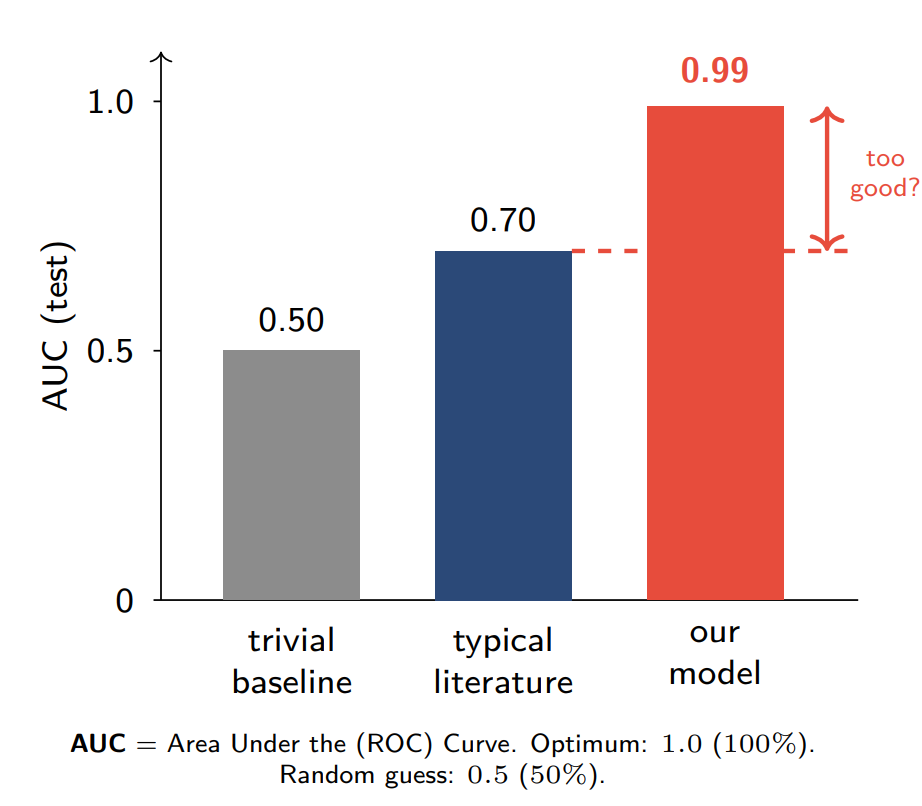 0.99
1.0
too
good?
0.70
0.50
AUC (test)
0.5
0
trivial
baseline
typical
literature
our
model
AUC = Area Under the (ROC) Curve. Optimum: 1.0 (100%).
Random guess: 0.5 (50%).